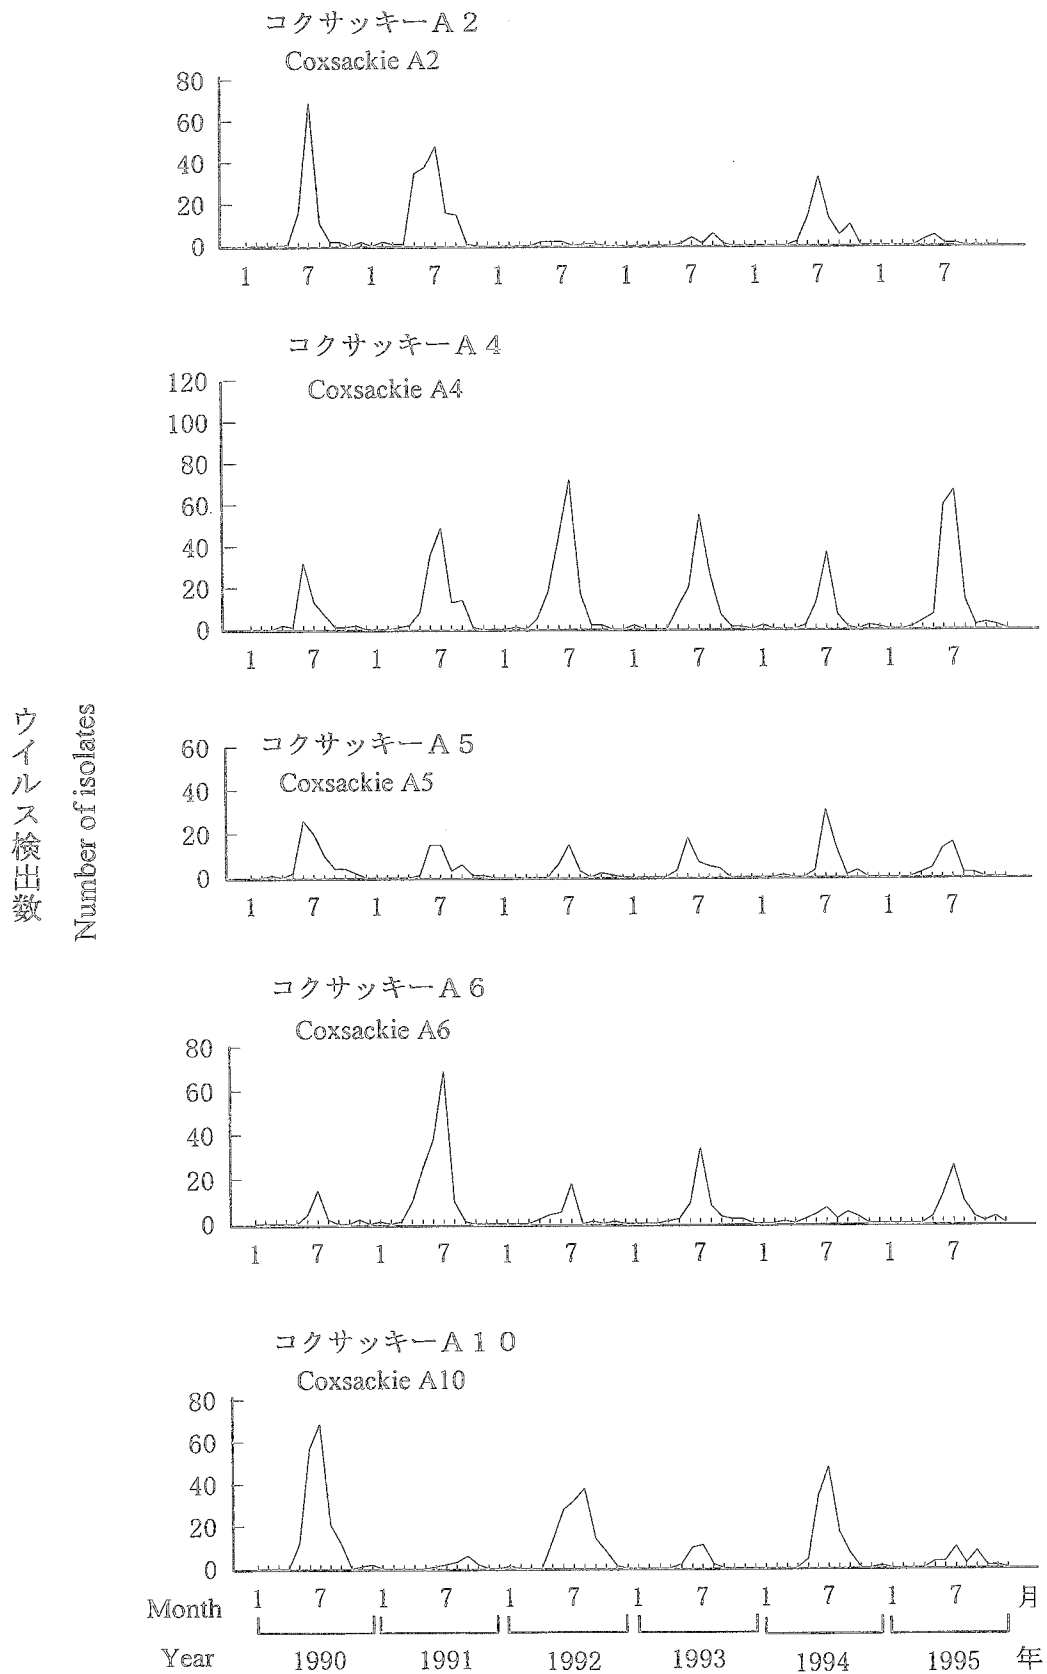 コクサッキーA2
Coxsackie A2
80
60
40
20
0
1 7 1 7 1 7 1 7 1 7 1 7
コクサッキーA4
Coxsackie A4
120
100
80
60
40
20
0
1 7 1 7 1 7 1 7 1 7 1 7
ウイルス検出数
Number of isolates
コクサッキーA5
Coxsackie A5
60
40
20
0
1 7 1 7 1 7 1 7 1 7 1 7
コクサッキーA6
Coxsackie A6
80
60
40
20
0
1 7 1 7 1 7 1 7 1 7 1 7
コクサッキーA10
Coxsackie A10
80
60
40
20
0
Month 1 7 1 7 1 7 1 7 1 7 1 7 月
Year 1990 1991 1992 1993 1994 1995 年